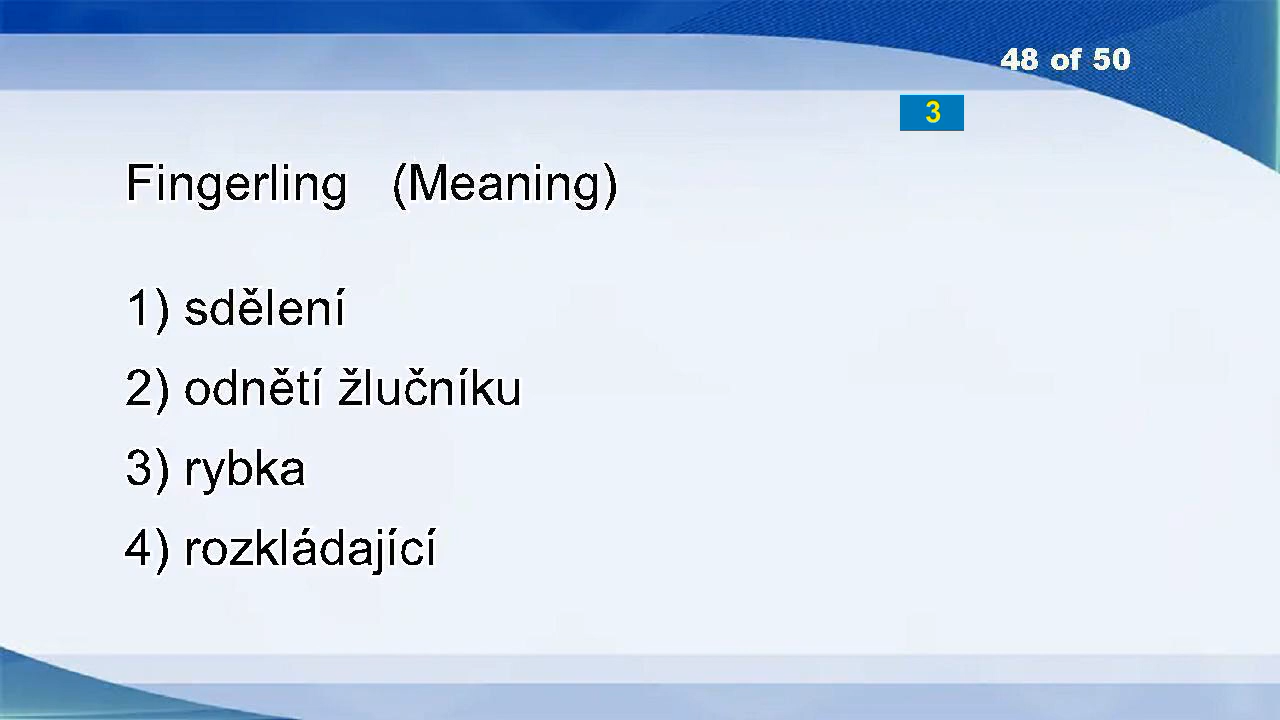 48 of 50
3
Fingerling (Meaning)
1) sdělení
2) odnětí žlučníku
3) rybka
4) rozkládající